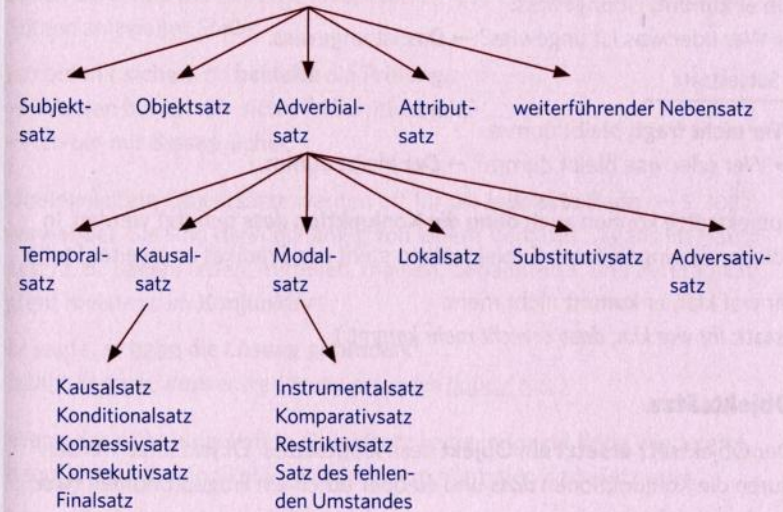 Subjekt- Objektsatz Adverbial- Attribut- weiterführender Nebensatz
satz satz satz
Temporal- Kausal- Modal- Lokalsatz Substitutivsatz Adversativ-
satz satz satz satz
Kausalsatz Instrumentalsatz
Konditionalsatz Komparativsatz
Konzessivsatz Restriktivsatz
Konsekutivsatz Satz des fehlen-
Finalsatz den Umstandes